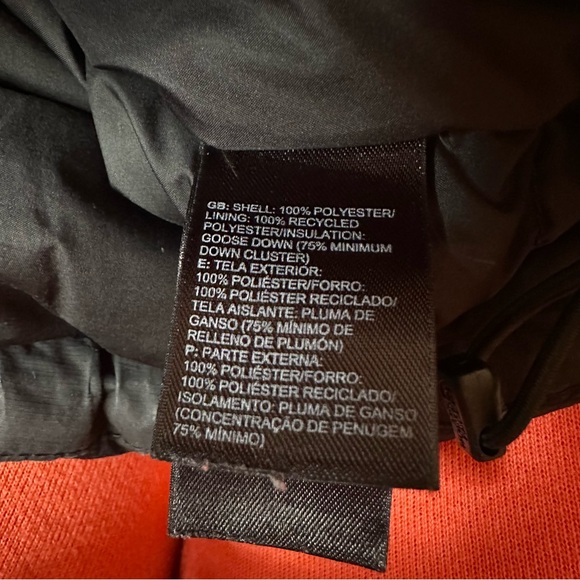 GB: SHELL: 100% POLYESTER/
LINING: 100% RECYCLED
POLYESTER/INSULATION:
GOOSE DOWN (75% MINIMUM
DOWN CLUSTER)
E: TELA EXTERIOR:
100% POLIÉSTER/FORRO:
100% POLIÉSTER RECICLADO/
TELA AISLANTE: PLUMA DE
GANSO (75% MÍNIMO DE
RELLENO DE PLUMÓN)
P: PARTE EXTERNA:
100% POLIÉSTER/FORRO:
100% POLIÉSTER RECICLADO/
ISOLAMENTO: PLUMA DE GANSO
(CONCENTRAÇÃO DE PENUGEM
75% MÍNIMO)